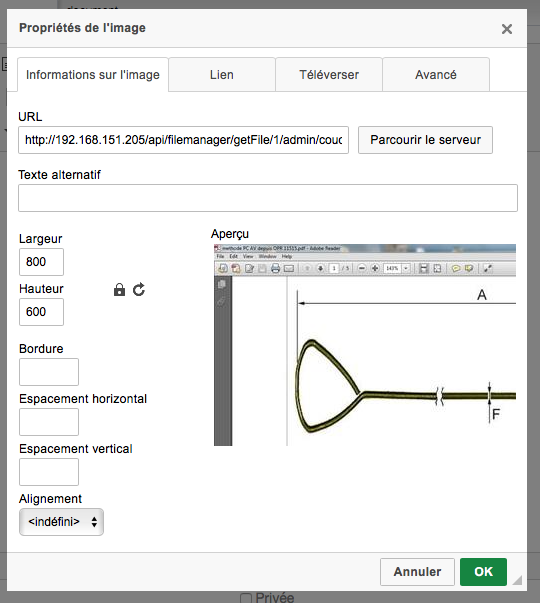 document
Propriétés de l'image
Informations sur l'image
Lien
Téléverser
Avancé
URL
http://192.168.151.205/api/filemanager/getFile/1/admin/couc
Parcourir le serveur
Texte alternatif
Largeur
800
Hauteur
600
Bordure
Espacement horizontal
Espacement vertical
Alignement
<indéfini>
Aperçu
methode PC AV depuis OPR 11515.pdf - Adobe Reader
File Edit View Window Help
1 / 5
141%
A
F
Annuler
OK
Privée